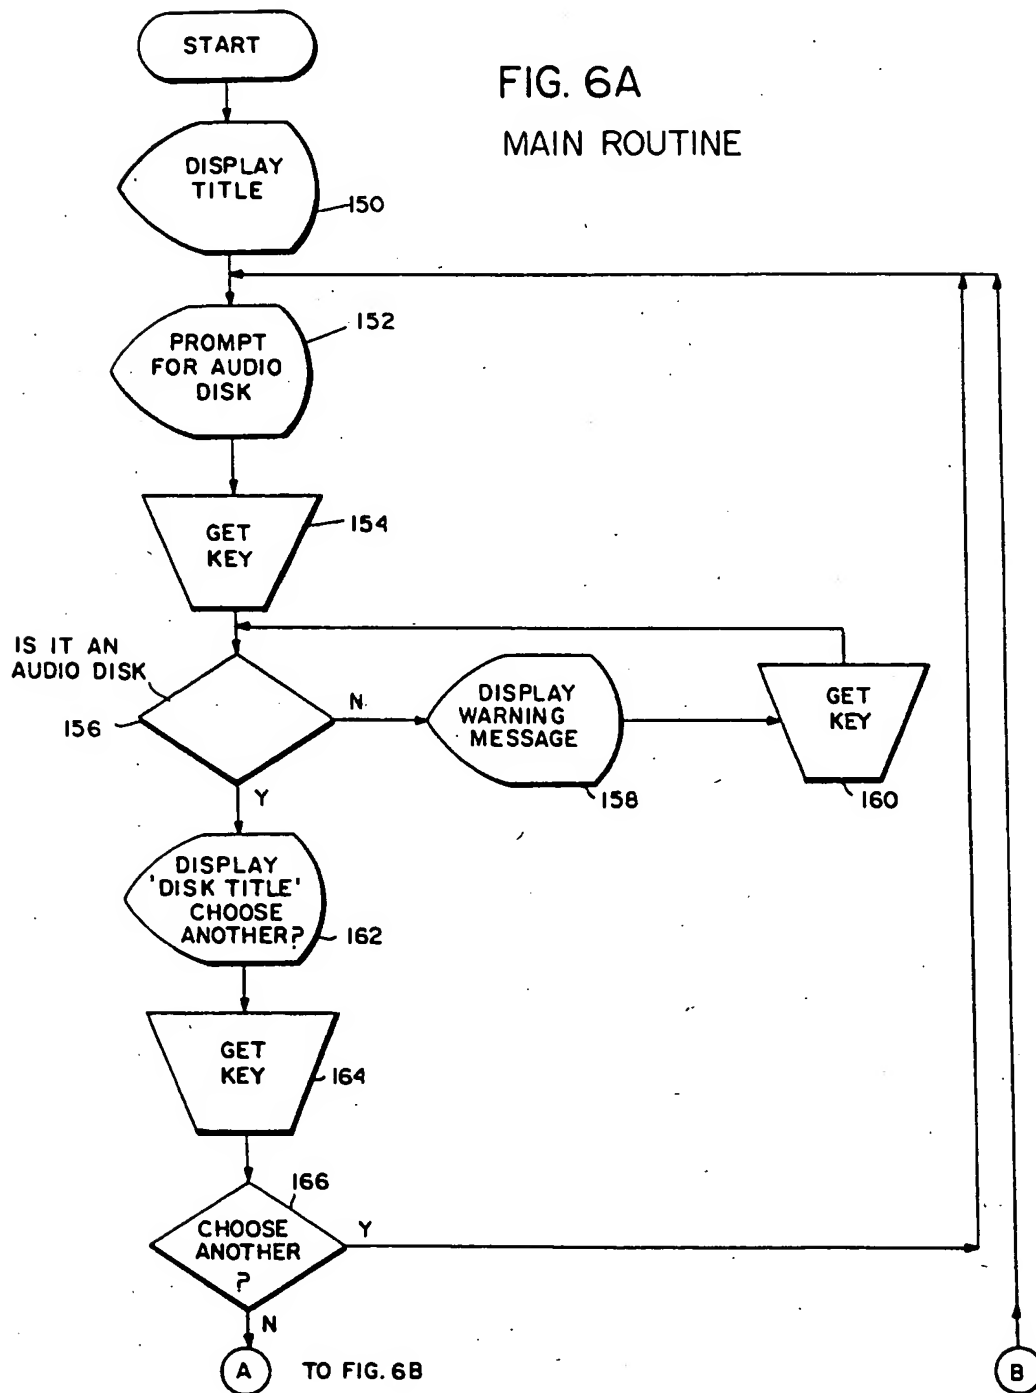 START
FIG. 6A
MAIN ROUTINE
DISPLAY
TITLE
150
PROMPT
FOR AUDIO
DISK
152
GET
KEY
154
IS IT AN
AUDIO DISK
156
N
Y
DISPLAY
WARNING
MESSAGE
158
GET
KEY
160
DISPLAY
'DISK TITLE'
CHOOSE
ANOTHER?
162
GET
KEY
164
166
CHOOSE
ANOTHER
?
Y
N
A
TO FIG. 6B
B